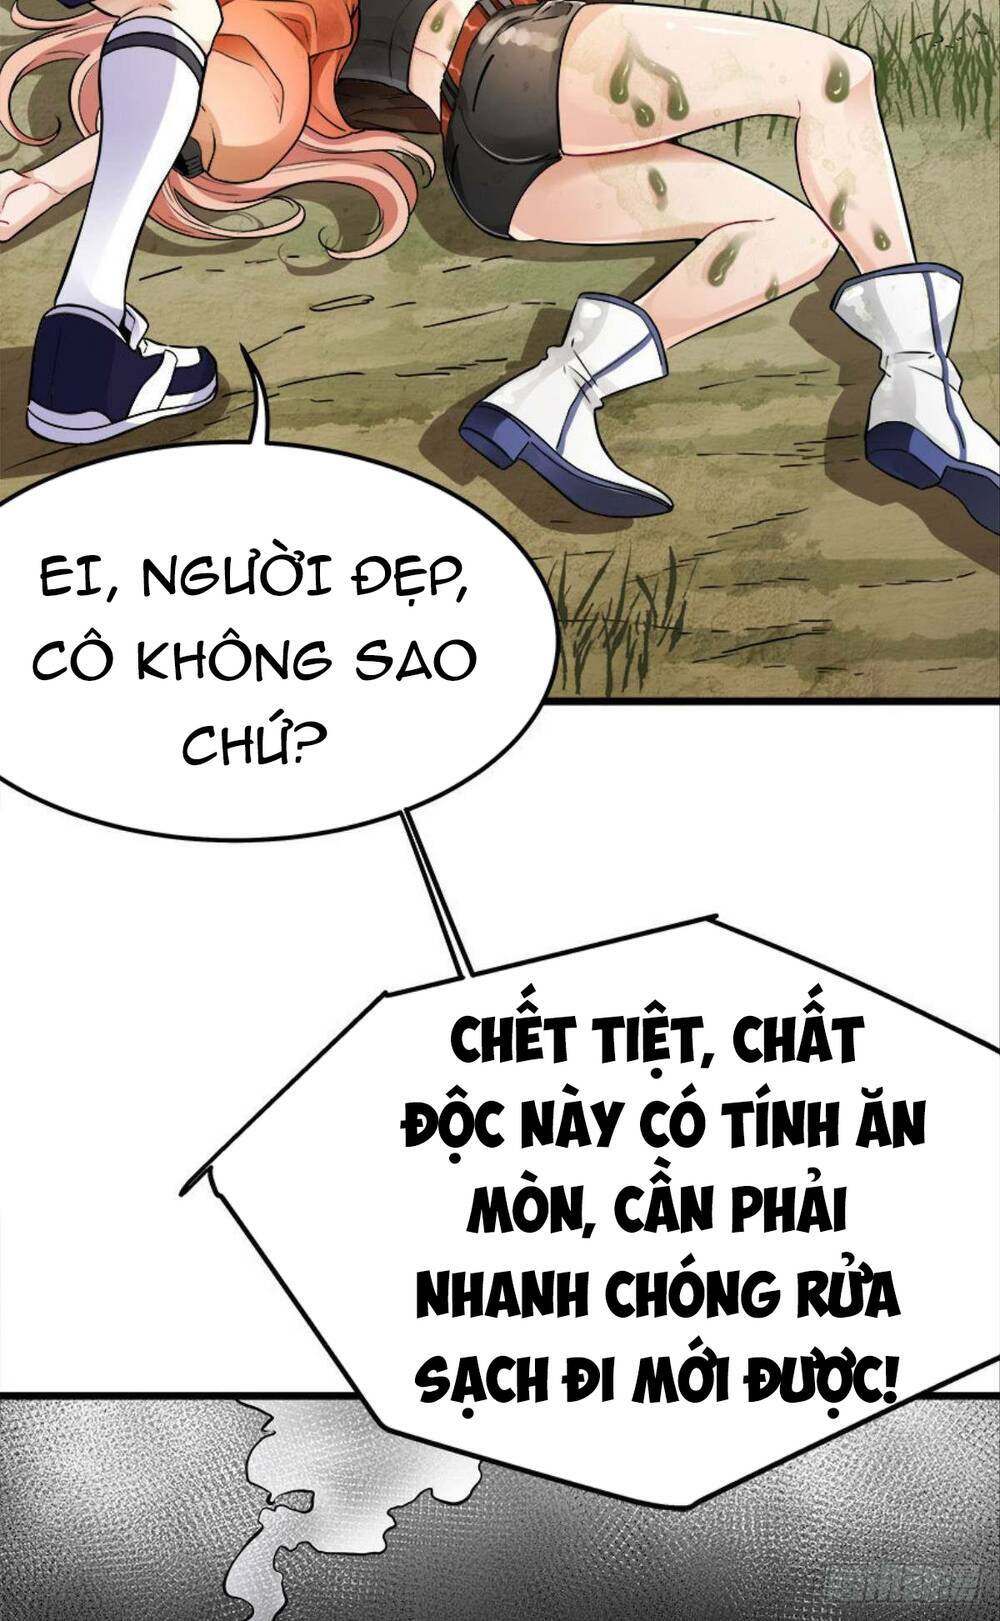 EI, NGƯỜI ĐẸP,
CÔ KHÔNG SAO
CHỨ?
CHẾT TIỆT, CHẤT
ĐỘC NÀY CÓ TÍNH ĂN
MÒN, CẦN PHẢI
NHANH CHÓNG RỬA
SẠCH ĐI MỚI ĐƯỢC!